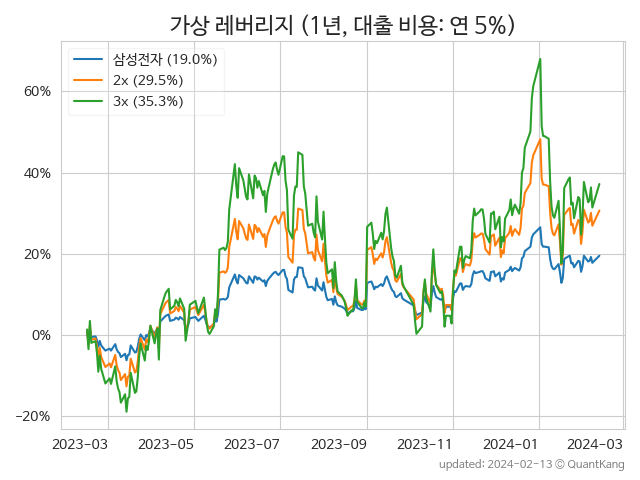 가상 레버리지 (1년, 대출 비용: 연 5%)
삼성전자 (19.0%)
2x (29.5%)
3x (35.3%)
60%
40%
20%
0%
−20%
2023-03 2023-05 2023-07 2023-09 2023-11 2024-01 2024-03
updated: 2024-02-13 © QuantKang